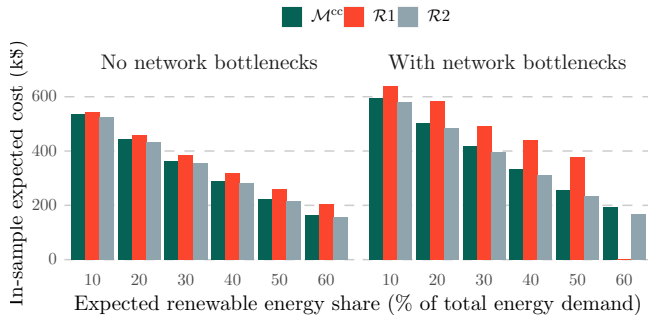 ℳᶜᶜ ℛ1 ℛ2
No network bottlenecks With network bottlenecks
In-sample expected cost (k$)
600
400
200
0
10 20 30 40 50 60 10 20 30 40 50 60
Expected renewable energy share (% of total energy demand)